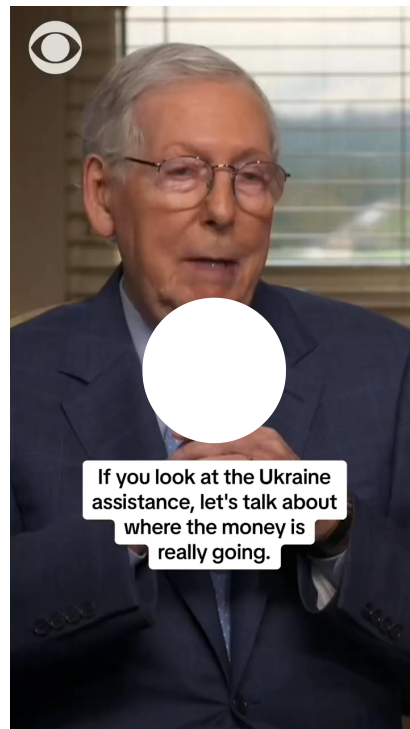 If you look at the Ukraine
assistance, let's talk about
where the money is
really going.